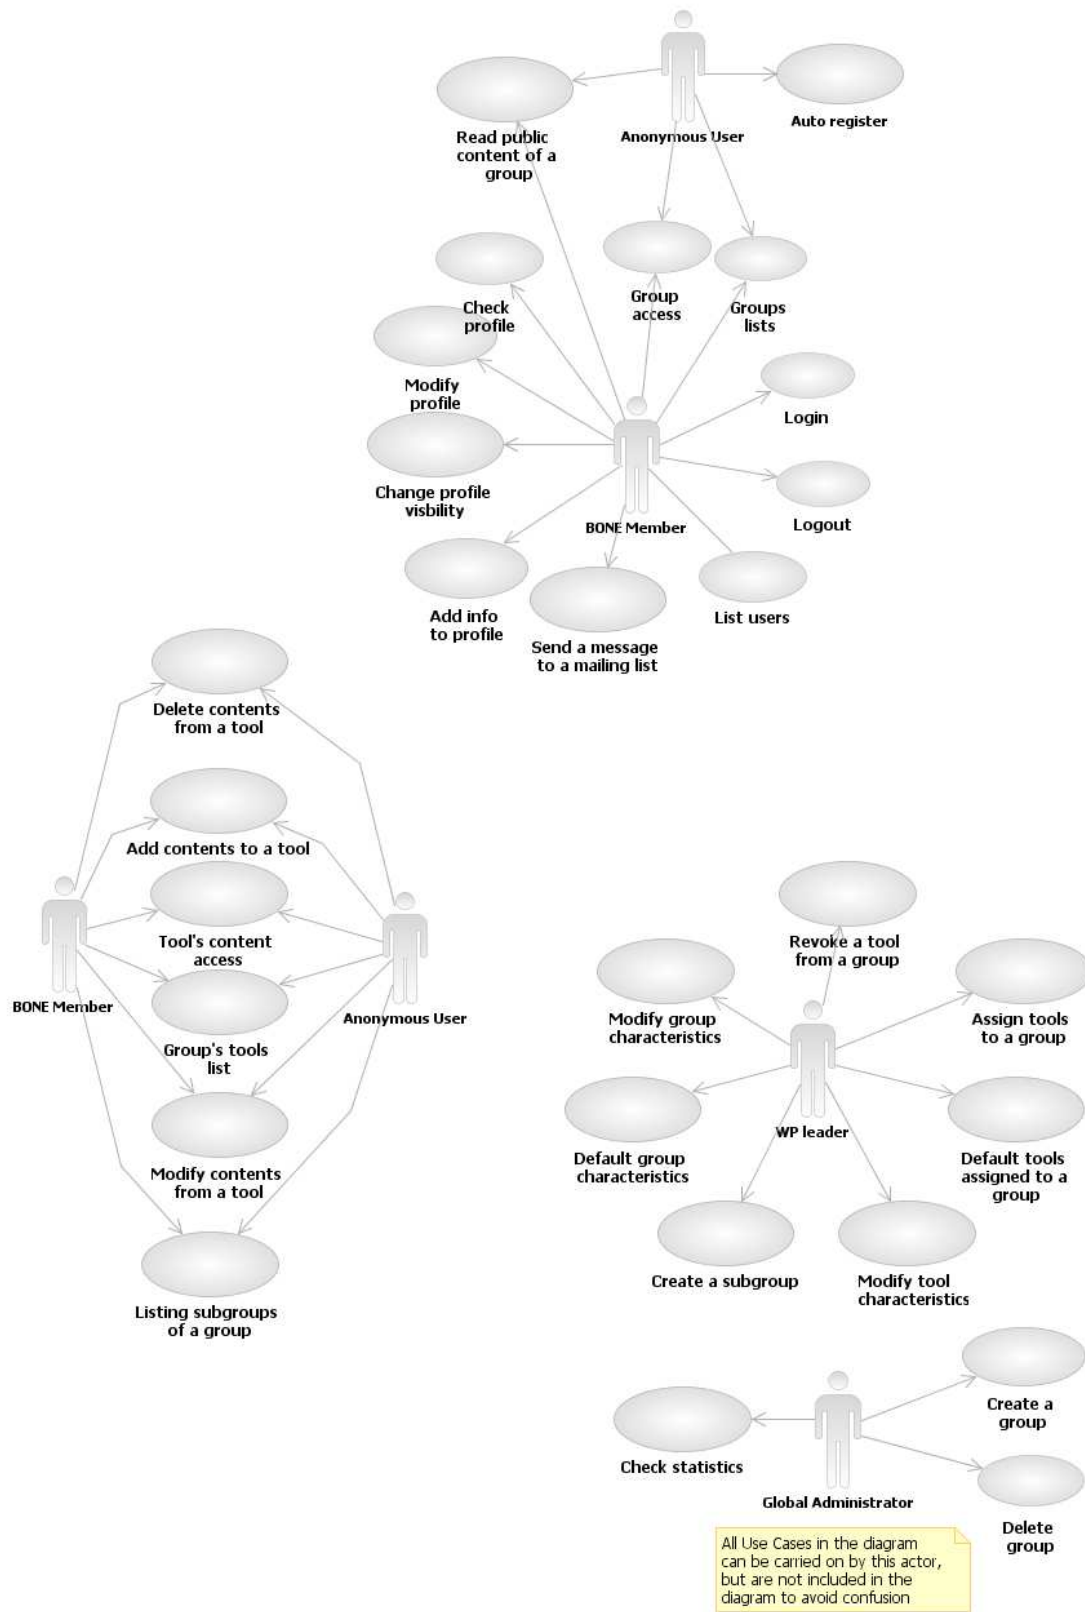 Auto register
Anonymous User
Read public
content of a
group
Check
profile
Group
access
Groups
lists
Modify
profile
Login
Change profile
visbility
Logout
BONE Member
Add info
to profile
List users
Send a message
to a mailing list
Delete contents
from a tool
Add contents to a tool
Tool's content
access
BONE Member
Anonymous User
Group's tools
list
Modify contents
from a tool
Listing subgroups
of a group
Revoke a tool
from a group
Modify group
characteristics
Assign tools
to a group
WP leader
Default group
characteristics
Default tools
assigned to a
group
Create a subgroup
Modify tool
characteristics
Create a
group
Check statistics
Global Administrator
Delete
group
All Use Cases in the diagram
can be carried on by this actor,
but are not included in the
diagram to avoid confusion